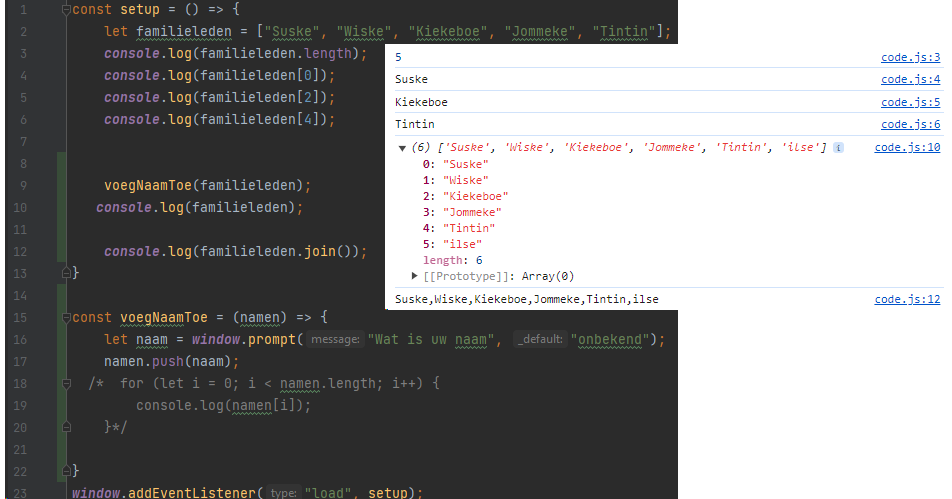 1 const setup = () => {
2 let familieleden = ["Suske", "Wiske", "Kiekeboe", "Jommeke", "Tintin"];
3 console.log(familieleden.length);
4 console.log(familieleden[0]);
5 console.log(familieleden[2]);
6 console.log(familieleden[4]);
7
8
9 voegNaamToe(familieleden);
10 console.log(familieleden);
11
12 console.log(familieleden.join());
13 }
14
15 const voegNaamToe = (namen) => {
16 let naam = window.prompt( message: "Wat is uw naam", _default: "onbekend");
17 namen.push(naam);
18 /* for (let i = 0; i < namen.length; i++) {
19 console.log(namen[i]);
20 }*/
21
22 }
23 window.addEventListener( type: "load", setup);
5 code.js:3
Suske code.js:4
Kiekeboe code.js:5
Tintin code.js:6
(6) ['Suske', 'Wiske', 'Kiekeboe', 'Jommeke', 'Tintin', 'ilse'] i code.js:10
0: "Suske"
1: "Wiske"
2: "Kiekeboe"
3: "Jommeke"
4: "Tintin"
5: "ilse"
length: 6
[[Prototype]]: Array(0)
Suske,Wiske,Kiekeboe,Jommeke,Tintin,ilse code.js:12